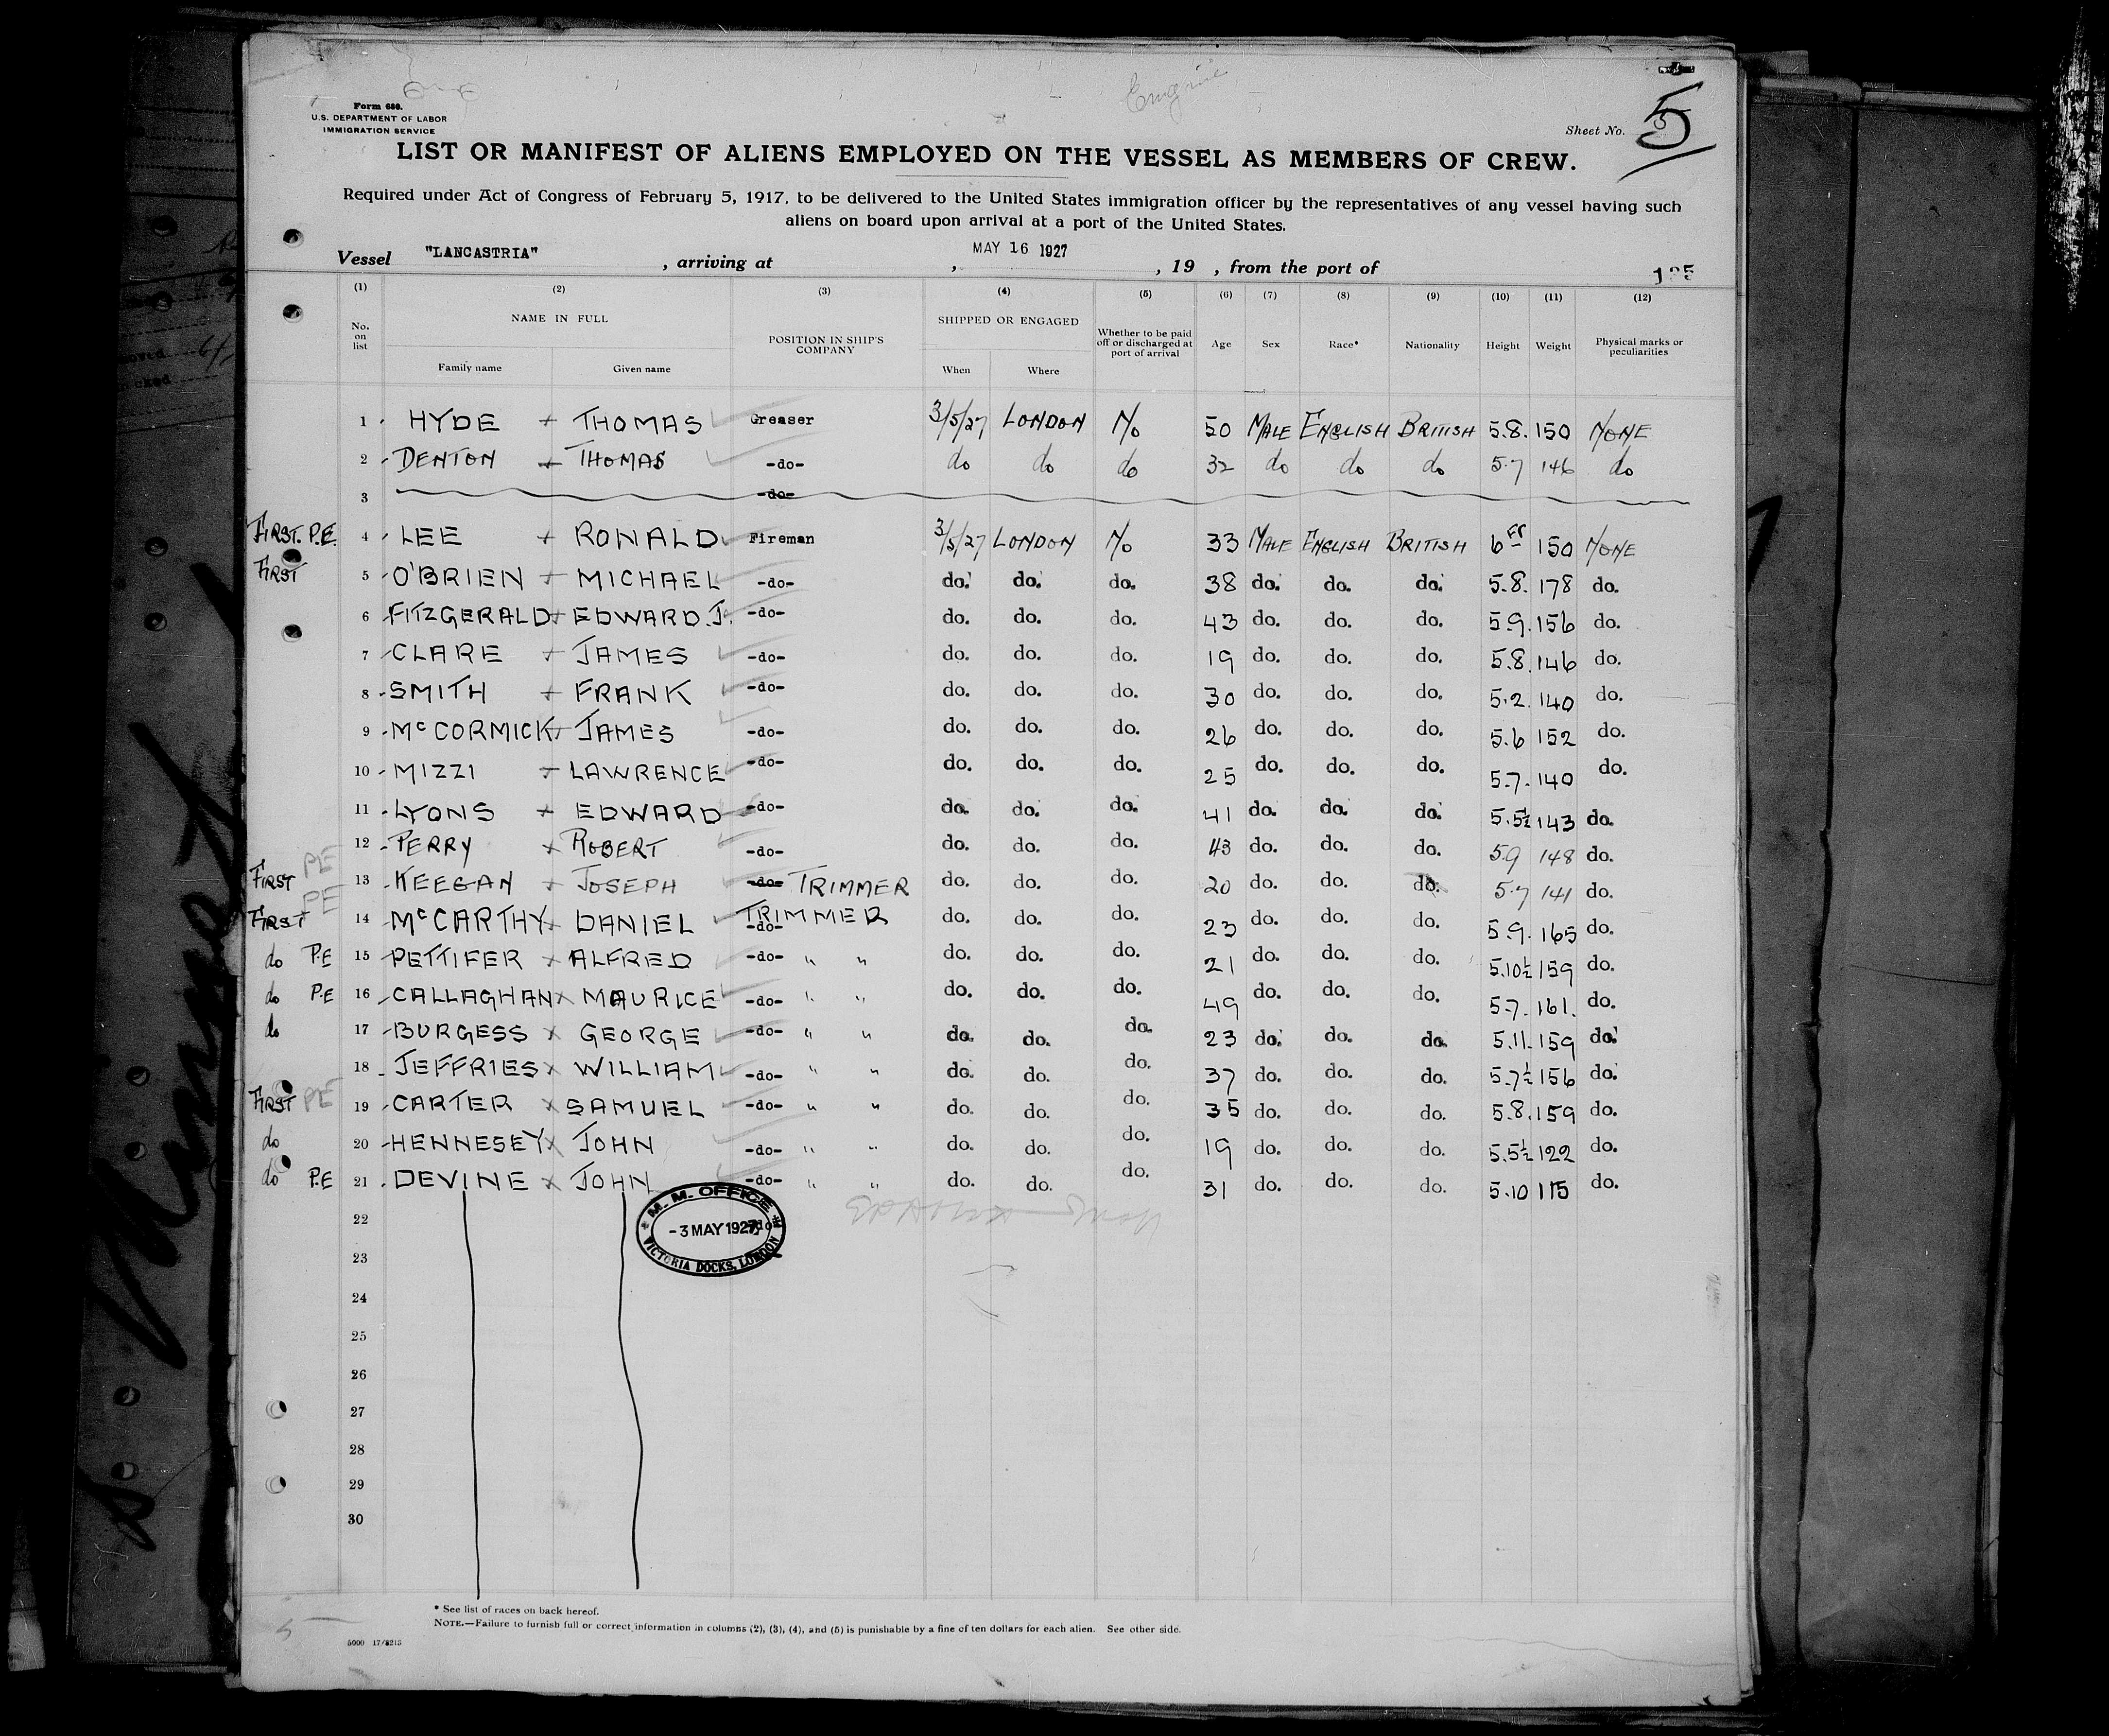 Form 680.
U.S. DEPARTMENT OF LABOR
IMMIGRATION SERVICE
Engine
Sheet No. 5
LIST OR MANIFEST OF ALIENS EMPLOYED ON THE VESSEL AS MEMBERS OF CREW.
Required under Act of Congress of February 5, 1917, to be delivered to the United States immigration officer by the representatives of any vessel having such
aliens on board upon arrival at a port of the United States.
Vessel "LANCASTRIA" , arriving at , MAY 16 1927 , 19 , from the port of
(1) (2) (3) (4) (5) (6) (7) (8) (9) (10) (11) (12)
No. on list NAME IN FULL Family name Given name POSITION IN SHIP'S COMPANY SHIPPED OR ENGAGED When Where Whether to be paid off or discharged at port of arrival Age Sex Race* Nationality Height Weight Physical marks or peculiarities
1 HYDE + THOMAS Greaser 3/5/27 LONDON No 50 MALE ENGLISH BRITISH 5.8. 150 NONE
2 DENTON + THOMAS -do- do do do 32 do do do 5.7 146 do
3 -do-
FIRST. P.E. 4 LEE + RONALD Fireman 3/5/27 LONDON No 33 MALE ENGLISH BRITISH 6 FT 150 NONE
FIRST 5 O'BRIEN + MICHAEL -do- do. do. do. 38 do. do. do. 5.8. 178 do.
6 FITZGERALD + EDWARD.J. -do- do. do. do. 43 do. do. do. 5.9. 156 do.
7 CLARE + JAMES -do- do. do. do. 19 do. do. do. 5.8. 146 do.
8 SMITH + FRANK -do- do. do. do. 30 do. do. do. 5.2. 140 do.
9 McCORMICK + JAMES -do- do. do. do. 26 do. do. do. 5.6 152 do.
10 MIZZI + LAWRENCE -do- do. do. do. 25 do. do. do. 5.7. 140 do.
11 LYONS + EDWARD -do- do. do. do. 41 do. do. do. 5.5½ 143 do.
12 PERRY x ROBERT -do- do. do. do. 43 do. do. do. 5.9 148 do.
FIRST PE 13 KEEGAN + JOSEPH -do- TRIMMER do. do. do. 20 do. do. do. 5.7 141 do.
FIRST PE 14 McCARTHY x DANIEL TRIMMER -do- do. do. do. 23 do. do. do. 5.9. 165 do.
do P.E 15 PETTIFER x ALFRED -do- " " do. do. do. 21 do. do. do. 5.10½ 159 do.
do P.E 16 CALLAGHAN x MAURICE -do- " " do. do. do. 49 do. do. do. 5.7. 161. do.
do 17 BURGESS x GEORGE -do- " " do. do. do. 23 do. do. do. 5.11. 159 do.
18 JEFFRIES x WILLIAM -do- " " do. do. do. 37 do. do. do. 5.7½ 156 do.
FIRST PE 19 CARTER x SAMUEL -do- " " do. do. do. 35 do. do. do. 5.8. 159 do.
do 20 HENNESEY x JOHN -do- " " do. do. do. 19 do. do. do. 5.5½ 122 do.
do P.E 21 DEVINE x JOHN -do- " " do. do. do. 31 do. do. do. 5.10 115 do.
22
M. M. OFFICE
-3 MAY 1927
VICTORIA DOCKS, LONDON
23
24
25
26
27
28
29
30
* See list of races on back hereof.
NOTE.—Failure to furnish full or correct information in columns (2), (3), (4), and (5) is punishable by a fine of ten dollars for each alien. See other side.